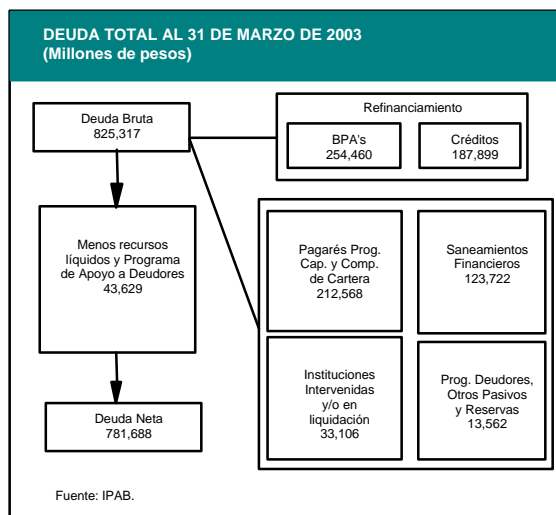 DEUDA TOTAL AL 31 DE MARZO DE 2003
(Millones de pesos)
Deuda Bruta
825,317
Refinanciamiento
BPA's
254,460
Créditos
187,899
Menos recursos
líquidos y Programa
de Apoyo a Deudores
43,629
Pagarés Prog.
Cap. y Comp.
de Cartera
212,568
Saneamientos
Financieros
123,722
Instituciones
Intervenidas
y/o en
liquidación
33,106
Prog. Deudores,
Otros Pasivos
y Reservas
13,562
Deuda Neta
781,688
Fuente: IPAB.